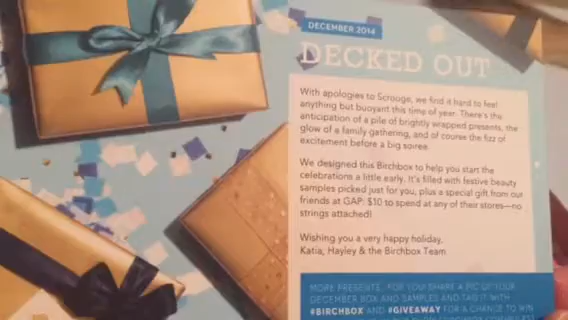 DECEMBER 2014
DECKED OUT
With apologies to Scrouge, we find it hard to feel
anything but buoyant this time of year. There's the
anticipation of a pile of brightly wrapped presents, the
glow of a family gathering, and of course the fizz of
excitement before a big soiree.
We designed this Birchbox to help you start the
celebrations a little early. It's filled with festive beauty
samples picked just for you, plus a special gift from our
friends at GAP: $10 to spend at any of their stores—no
strings attached!
Wishing you a very happy holiday,
Katia, Hayley & the Birchbox Team
MORE PRESENTS, FOR YOU! SHARE A PIC OF YOUR
DECEMBER BOX AND SAMPLES AND TAG IT WITH
#BIRCHBOX AND #GIVEAWAY FOR A CHANCE TO WIN